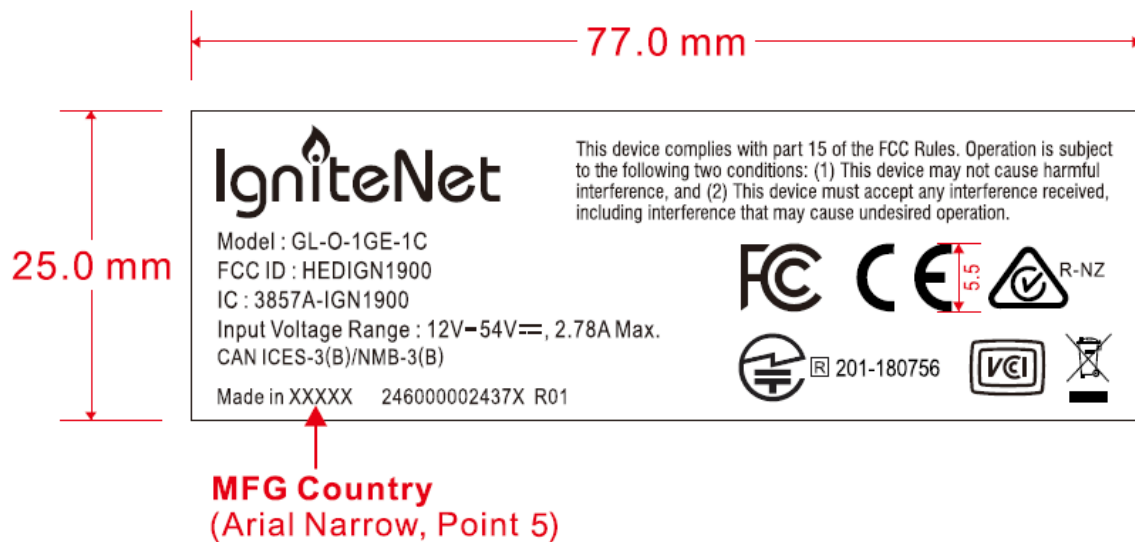 77.0 mm
25.0 mm
IgniteNet
This device complies with part 15 of the FCC Rules. Operation is subject
to the following two conditions: (1) This device may not cause harmful
interference, and (2) This device must accept any interference received,
including interference that may cause undesired operation.
Model : GL-O-1GE-1C
FCC ID : HEDIGN1900
IC : 3857A-IGN1900
Input Voltage Range : 12V–54V⎓, 2.78A Max.
CAN ICES-3(B)/NMB-3(B)
Made in XXXXX 246000002437X R01
FC CE 5.5 R-NZ
R 201-180756 VCI
MFG Country
(Arial Narrow, Point 5)